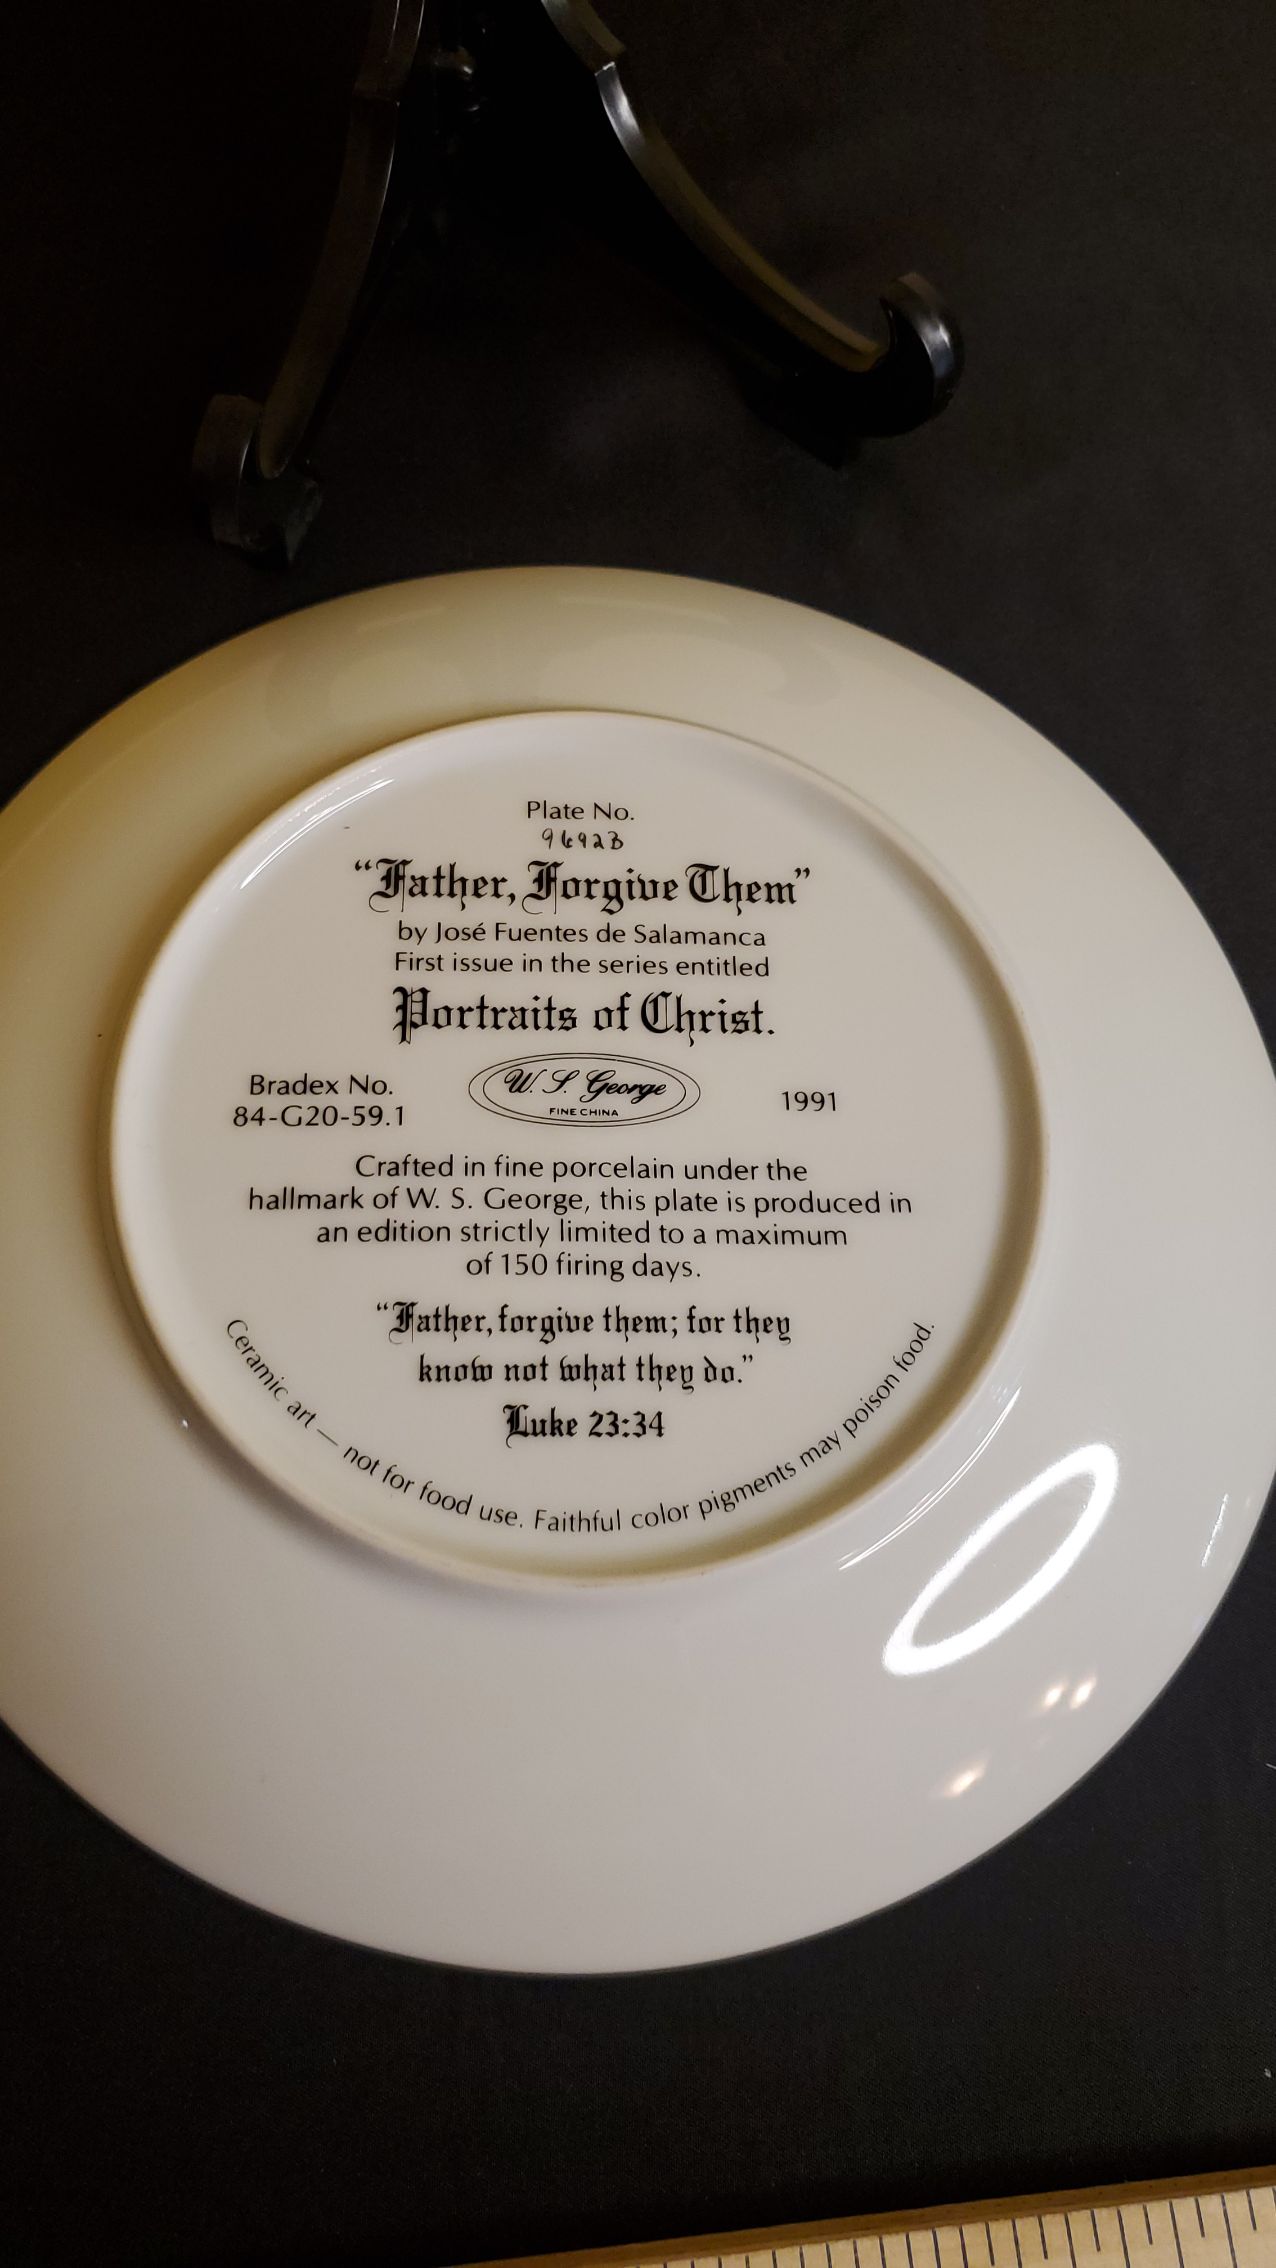 Plate No.
9692B
"Father, Forgive Them"
by José Fuentes de Salamanca
First issue in the series entitled
Portraits of Christ.
Bradex No.
84-G20-59.1
W. S. George
FINE CHINA
1991
Crafted in fine porcelain under the
hallmark of W. S. George, this plate is produced in
an edition strictly limited to a maximum
of 150 firing days.
"Father, forgive them; for they
know not what they do."
Luke 23:34
Ceramic art — not for food use. Faithful color pigments may poison food.